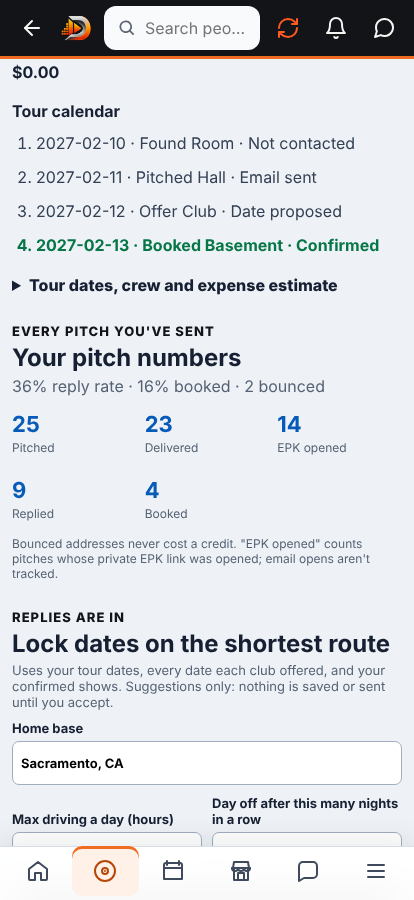 Search peo...
$0.00
Tour calendar
1. 2027-02-10 · Found Room · Not contacted
2. 2027-02-11 · Pitched Hall · Email sent
3. 2027-02-12 · Offer Club · Date proposed
4. 2027-02-13 · Booked Basement · Confirmed
Tour dates, crew and expense estimate
EVERY PITCH YOU'VE SENT
Your pitch numbers
36% reply rate · 16% booked · 2 bounced
25 23 14
Pitched Delivered EPK opened
9 4
Replied Booked
Bounced addresses never cost a credit. "EPK opened" counts
pitches whose private EPK link was opened; email opens aren't
tracked.
REPLIES ARE IN
Lock dates on the shortest route
Uses your tour dates, every date each club offered, and your
confirmed shows. Suggestions only: nothing is saved or sent
until you accept.
Home base
Sacramento, CA
Max driving a day (hours)
Day off after this many nights
in a row